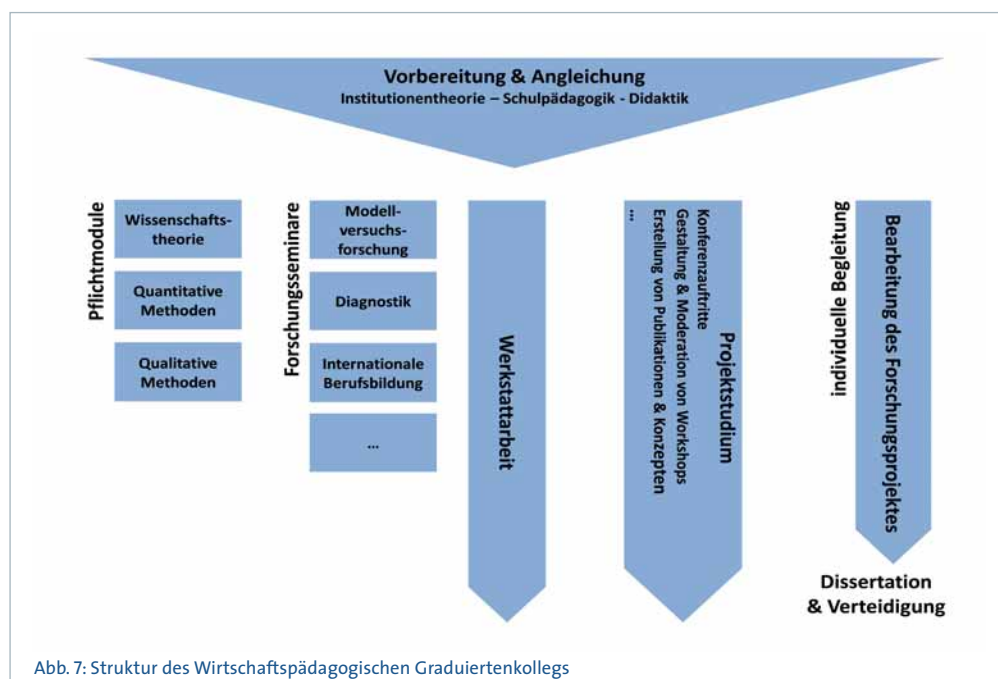 Vorbereitung & Angleichung
Institutionentheorie – Schulpädagogik - Didaktik
Pflichtmodule
Wissenschafts-
theorie
Quantitative
Methoden
Qualitative
Methoden
Forschungsseminare
Modell-
versuchs-
forschung
Diagnostik
Internationale
Berufsbildung
...
Werkstattarbeit
Projektstudium
Konferenzauftritte
Gestaltung & Moderation von Workshops
Erstellung von Publikationen & Konzepten
...
individuelle Begleitung
Bearbeitung des Forschungsprojektes
Dissertation
& Verteidigung
Abb. 7: Struktur des Wirtschaftspädagogischen Graduiertenkollegs